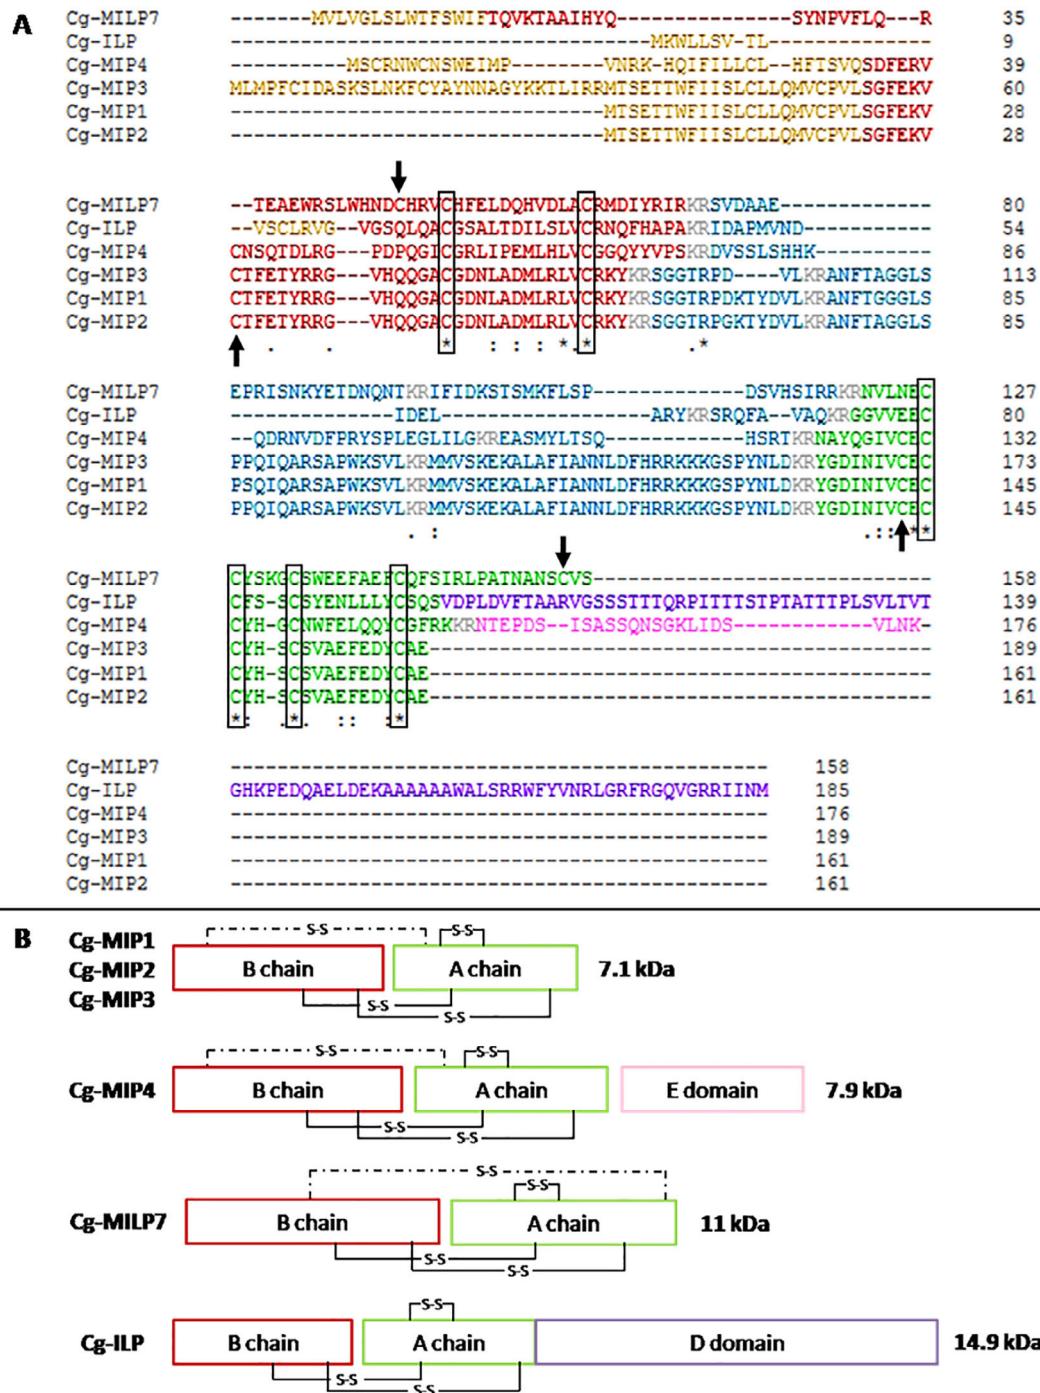 A
Cg-MILP7 -------MVLVGLSLWTFSWIFTQVKTAAIHYQ---------------SYNPVFLQ---R 35
Cg-ILP ------------------------------------MKWLLSV-TL-------------- 9
Cg-MIP4 ----------MSCRNWCNSWEIMP--------VNRK-HQIFILLCL--HFTSVQSDFERV 39
Cg-MIP3 MLMPFCIDASKSLNKFCYAYNNAGYKKTLIRRMTSETTWFIISLCLLQMVCPVLSGFEKV 60
Cg-MIP1 --------------------------------MTSETTWFIISLCLLQMVCPVLSGFEKV 28
Cg-MIP2 --------------------------------MTSETTWFIISLCLLQMVCPVLSGFEKV 28
Cg-MILP7 --TEAEWRSLWHNDCHRVCHFELDQHVDLACRMDIYRIRKRSVDAAE------------- 80
Cg-ILP --VSCLRVG--VGSQLQACGSALTDILSLVCRNQFHAPAKRIDAPMVND----------- 54
Cg-MIP4 CNSQTDLRG---PDPQGICGRLIPEMLHLVCGGQYYVPSKRDVSSLSHHK---------- 86
Cg-MIP3 CTFETYRRG---VHQQGACGDNLADMLRLVCRKYKRSGGTRPD----VLKRANFTAGGLS 113
Cg-MIP1 CTFETYRRG---VHQQGACGDNLADMLRLVCRKYKRSGGTRPDKTYDVLKRANFTGGGLS 85
Cg-MIP2 CTFETYRRG---VHQQGACGDNLADMLRLVCRKYKRSGGTRPGKTYDVLKRANFTAGGLS 85
. . * : : : *.* .*
Cg-MILP7 EPRISNKYETDNQNTKRIFIDKSTSMKFLSP-------------DSVHSIRRKRNVLNEC 127
Cg-ILP --------------IDEL------------------ARYKRSRQFA--VAQKRGGVVEEC 80
Cg-MIP4 --QDRNVDFPRYSPLEGLILGKREASMYLTSQ------------HSRTKRNAYQGIVCEC 132
Cg-MIP3 PPQIQARSAPWKSVLKRMMVSKEKALAFIANNLDFHRRKKKGSPYNLDKRYGDINIVCEC 173
Cg-MIP1 PSQIQARSAPWKSVLKRMMVSKEKALAFIANNLDFHRRKKKGSPYNLDKRYGDINIVCEC 145
Cg-MIP2 PPQIQARSAPWKSVLKRMMVSKEKALAFIANNLDFHRRKKKGSPYNLDKRYGDINIVCEC 145
. : .:: **
Cg-MILP7 CYSKGCSWEEFAEFCQFSIRLPATNANSCVS----------------------------- 158
Cg-ILP CFS-SCSYENLLLYCSQSVDPLDVFTAARVGSSSTTTQRPITTTSTPTATTTPLSVLTVT 139
Cg-MIP4 CYH-GCNWFELQQYCGFRKKRNTEPDS--ISASSQNSGKLIDS------------VLNK- 176
Cg-MIP3 CYH-SCSVAEFEDYCAE------------------------------------------- 189
Cg-MIP1 CYH-SCSVAEFEDYCAE------------------------------------------- 161
Cg-MIP2 CYH-SCSVAEFEDYCAE------------------------------------------- 161
*: .*. :: :*
Cg-MILP7 ---------------------------------------------- 158
Cg-ILP GHKPEDQAELDEKAAAAAAWALSRRWFYVNRLGRFRGQVGRRIINM 185
Cg-MIP4 ---------------------------------------------- 176
Cg-MIP3 ---------------------------------------------- 189
Cg-MIP1 ---------------------------------------------- 161
Cg-MIP2 ---------------------------------------------- 161
B
Cg-MIP1
Cg-MIP2
Cg-MIP3
S-S S-S
B chain A chain 7.1 kDa
S-S
S-S
S-S S-S
Cg-MIP4 B chain A chain E domain 7.9 kDa
S-S
S-S
S-S
S-S
Cg-MILP7 B chain A chain 11 kDa
S-S
S-S
S-S
Cg-ILP B chain A chain D domain 14.9 kDa
S-S
S-S